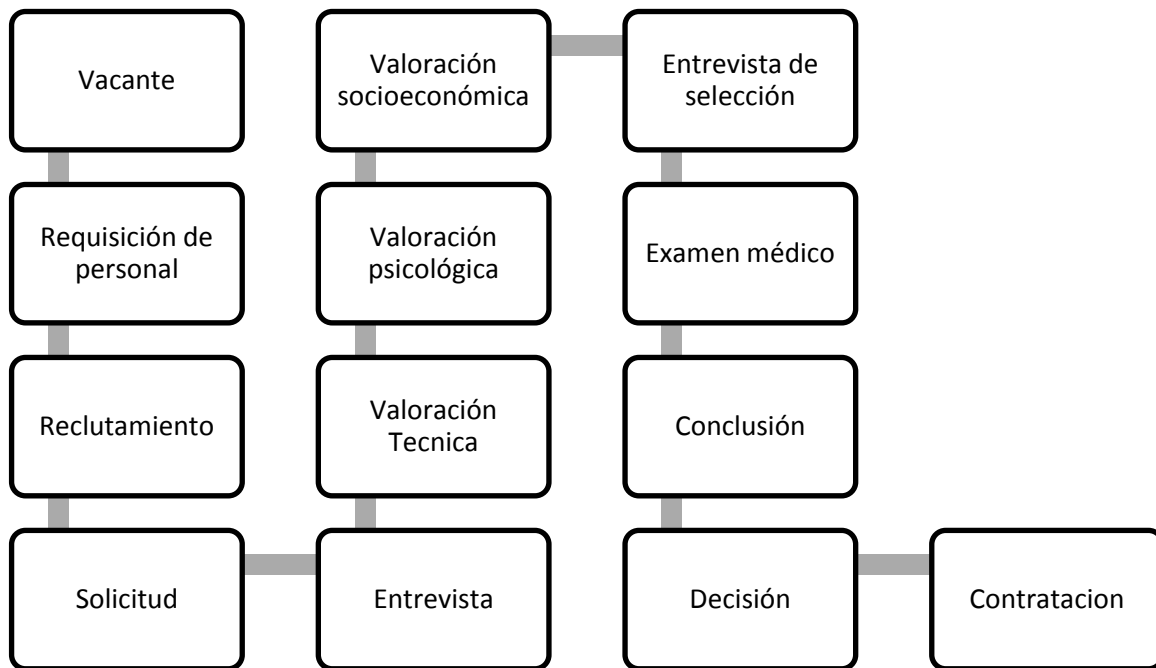 Vacante
Requisición de
personal
Reclutamiento
Solicitud
Entrevista
Valoración
Tecnica
Valoración
psicológica
Valoración
socioeconómica
Entrevista de
selección
Examen médico
Conclusión
Decisión
Contratacion